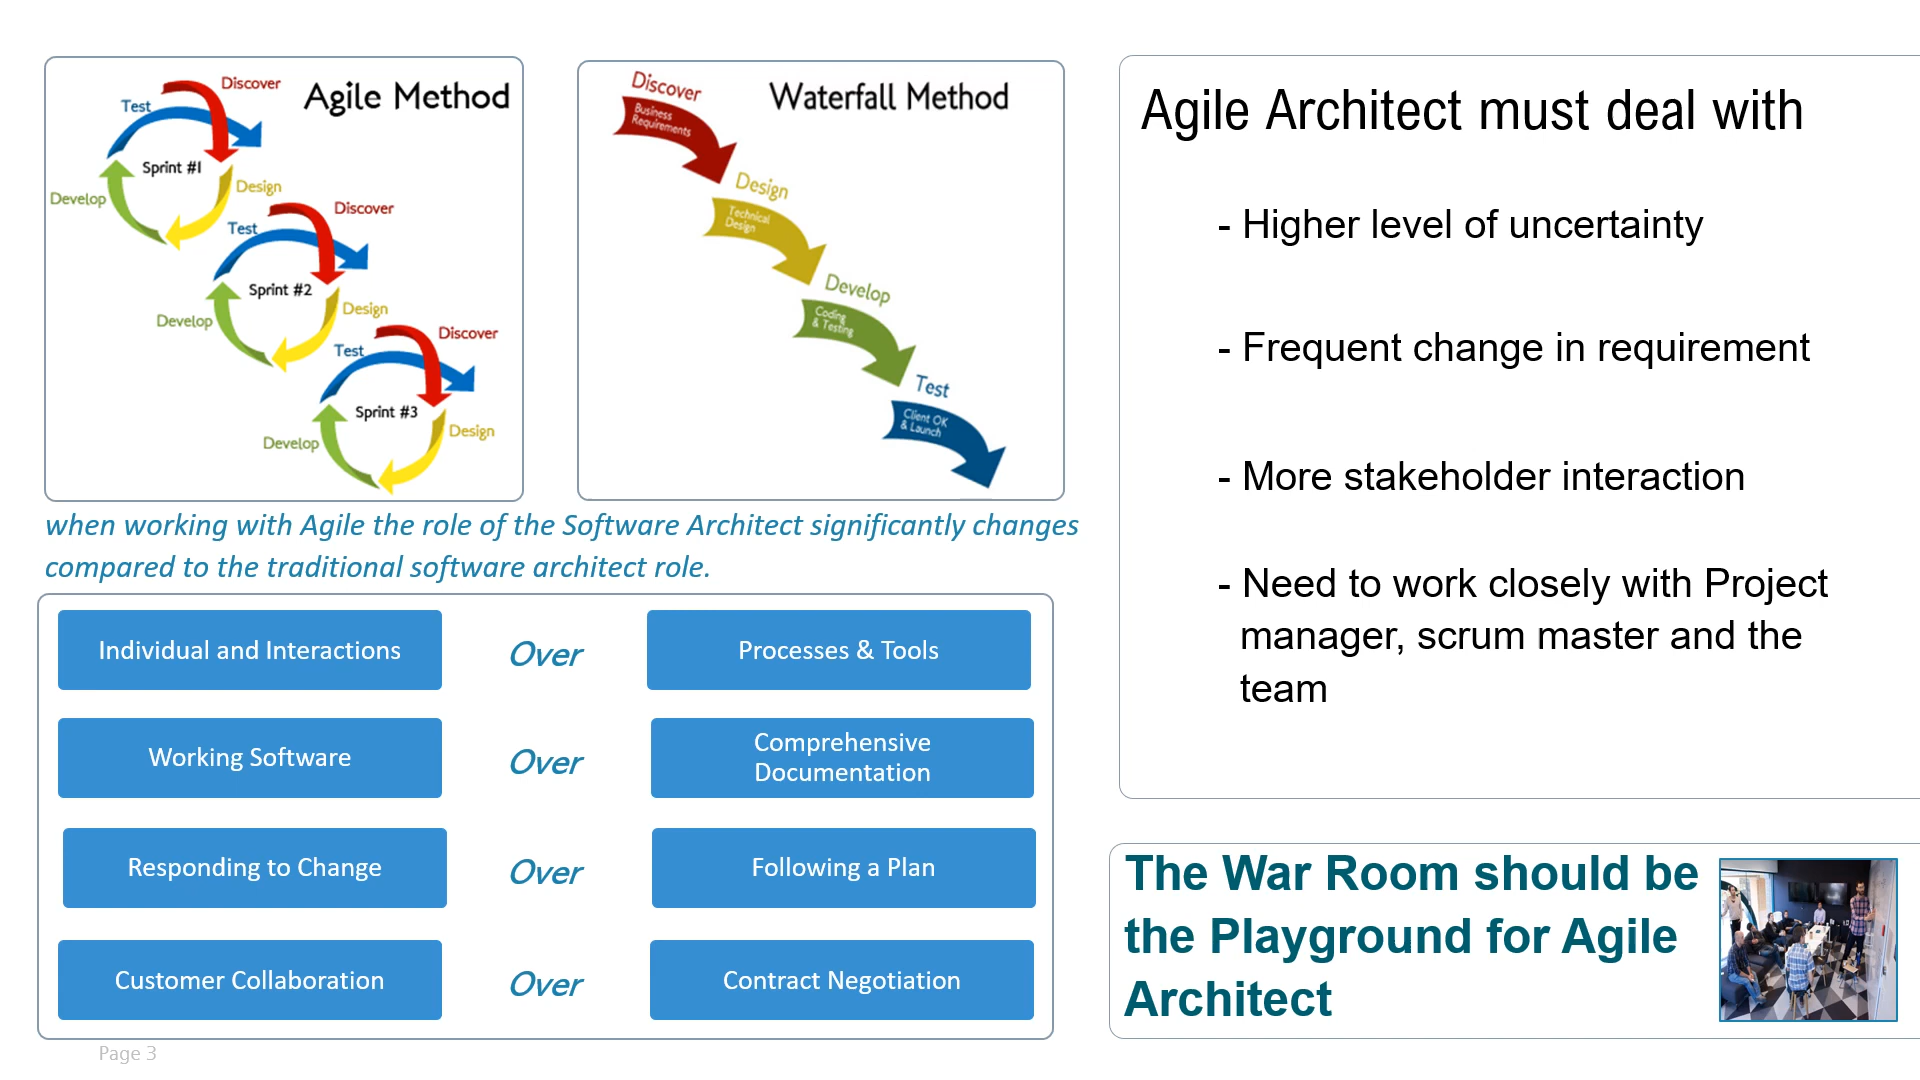 Agile Method
Discover
Test
Sprint #1
Design
Develop
Discover
Test
Sprint #2
Design
Develop
Discover
Test
Sprint #3
Design
Develop
Waterfall Method
Discover
Business
Requirements
Design
Technical
Design
Develop
Coding
& Testing
Test
Client OK
& Launch
when working with Agile the role of the Software Architect significantly changes
compared to the traditional software architect role.
Individual and Interactions Over Processes & Tools
Working Software Over Comprehensive
Documentation
Responding to Change Over Following a Plan
Customer Collaboration Over Contract Negotiation
Page 3
Agile Architect must deal with
- Higher level of uncertainty
- Frequent change in requirement
- More stakeholder interaction
- Need to work closely with Project
manager, scrum master and the
team
The War Room should be
the Playground for Agile
Architect